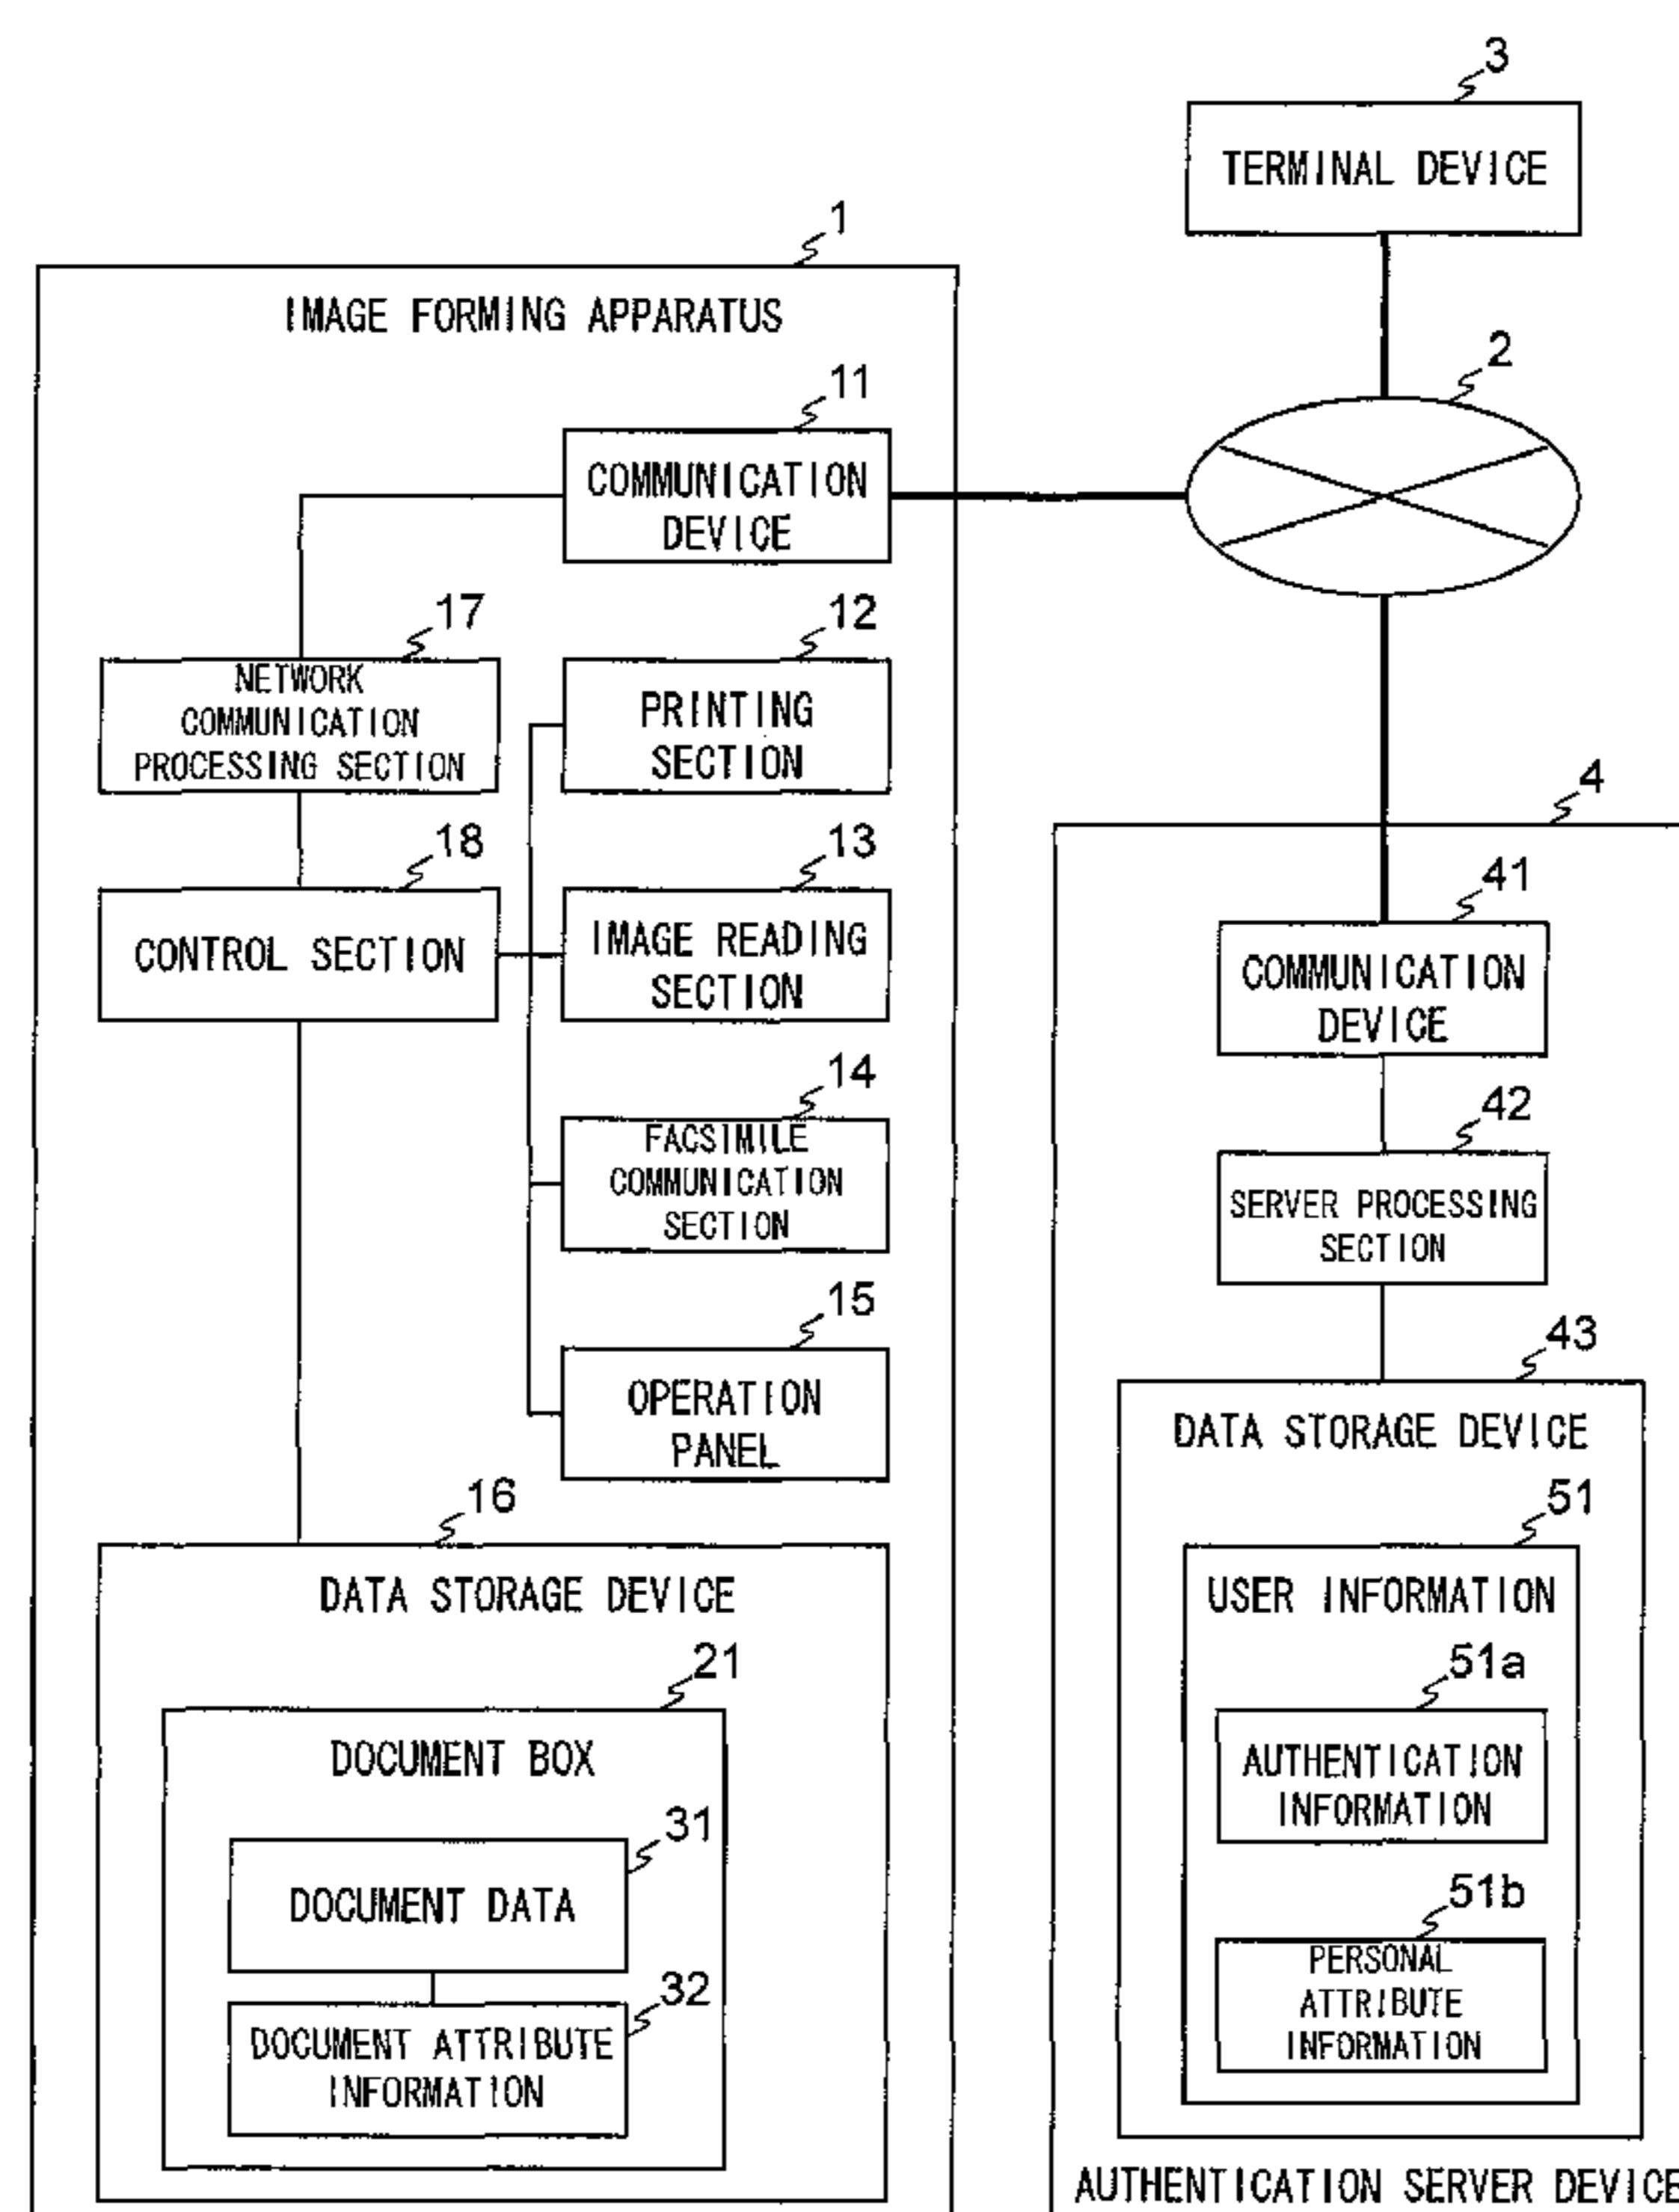 3
TERMINAL DEVICE
1
IMAGE FORMING APPARATUS
2
11
COMMUNICATION
DEVICE
17
NETWORK
COMMUNICATION
PROCESSING SECTION
12
PRINTING
SECTION
18
CONTROL SECTION
13
IMAGE READING
SECTION
14
FACSIMILE
COMMUNICATION
SECTION
15
OPERATION
PANEL
16
DATA STORAGE DEVICE
21
DOCUMENT BOX
31
DOCUMENT DATA
32
DOCUMENT ATTRIBUTE
INFORMATION
4
41
COMMUNICATION
DEVICE
42
SERVER PROCESSING
SECTION
43
DATA STORAGE DEVICE
51
USER INFORMATION
51a
AUTHENTICATION
INFORMATION
51b
PERSONAL
ATTRIBUTE
INFORMATION
AUTHENTICATION SERVER DEVICE